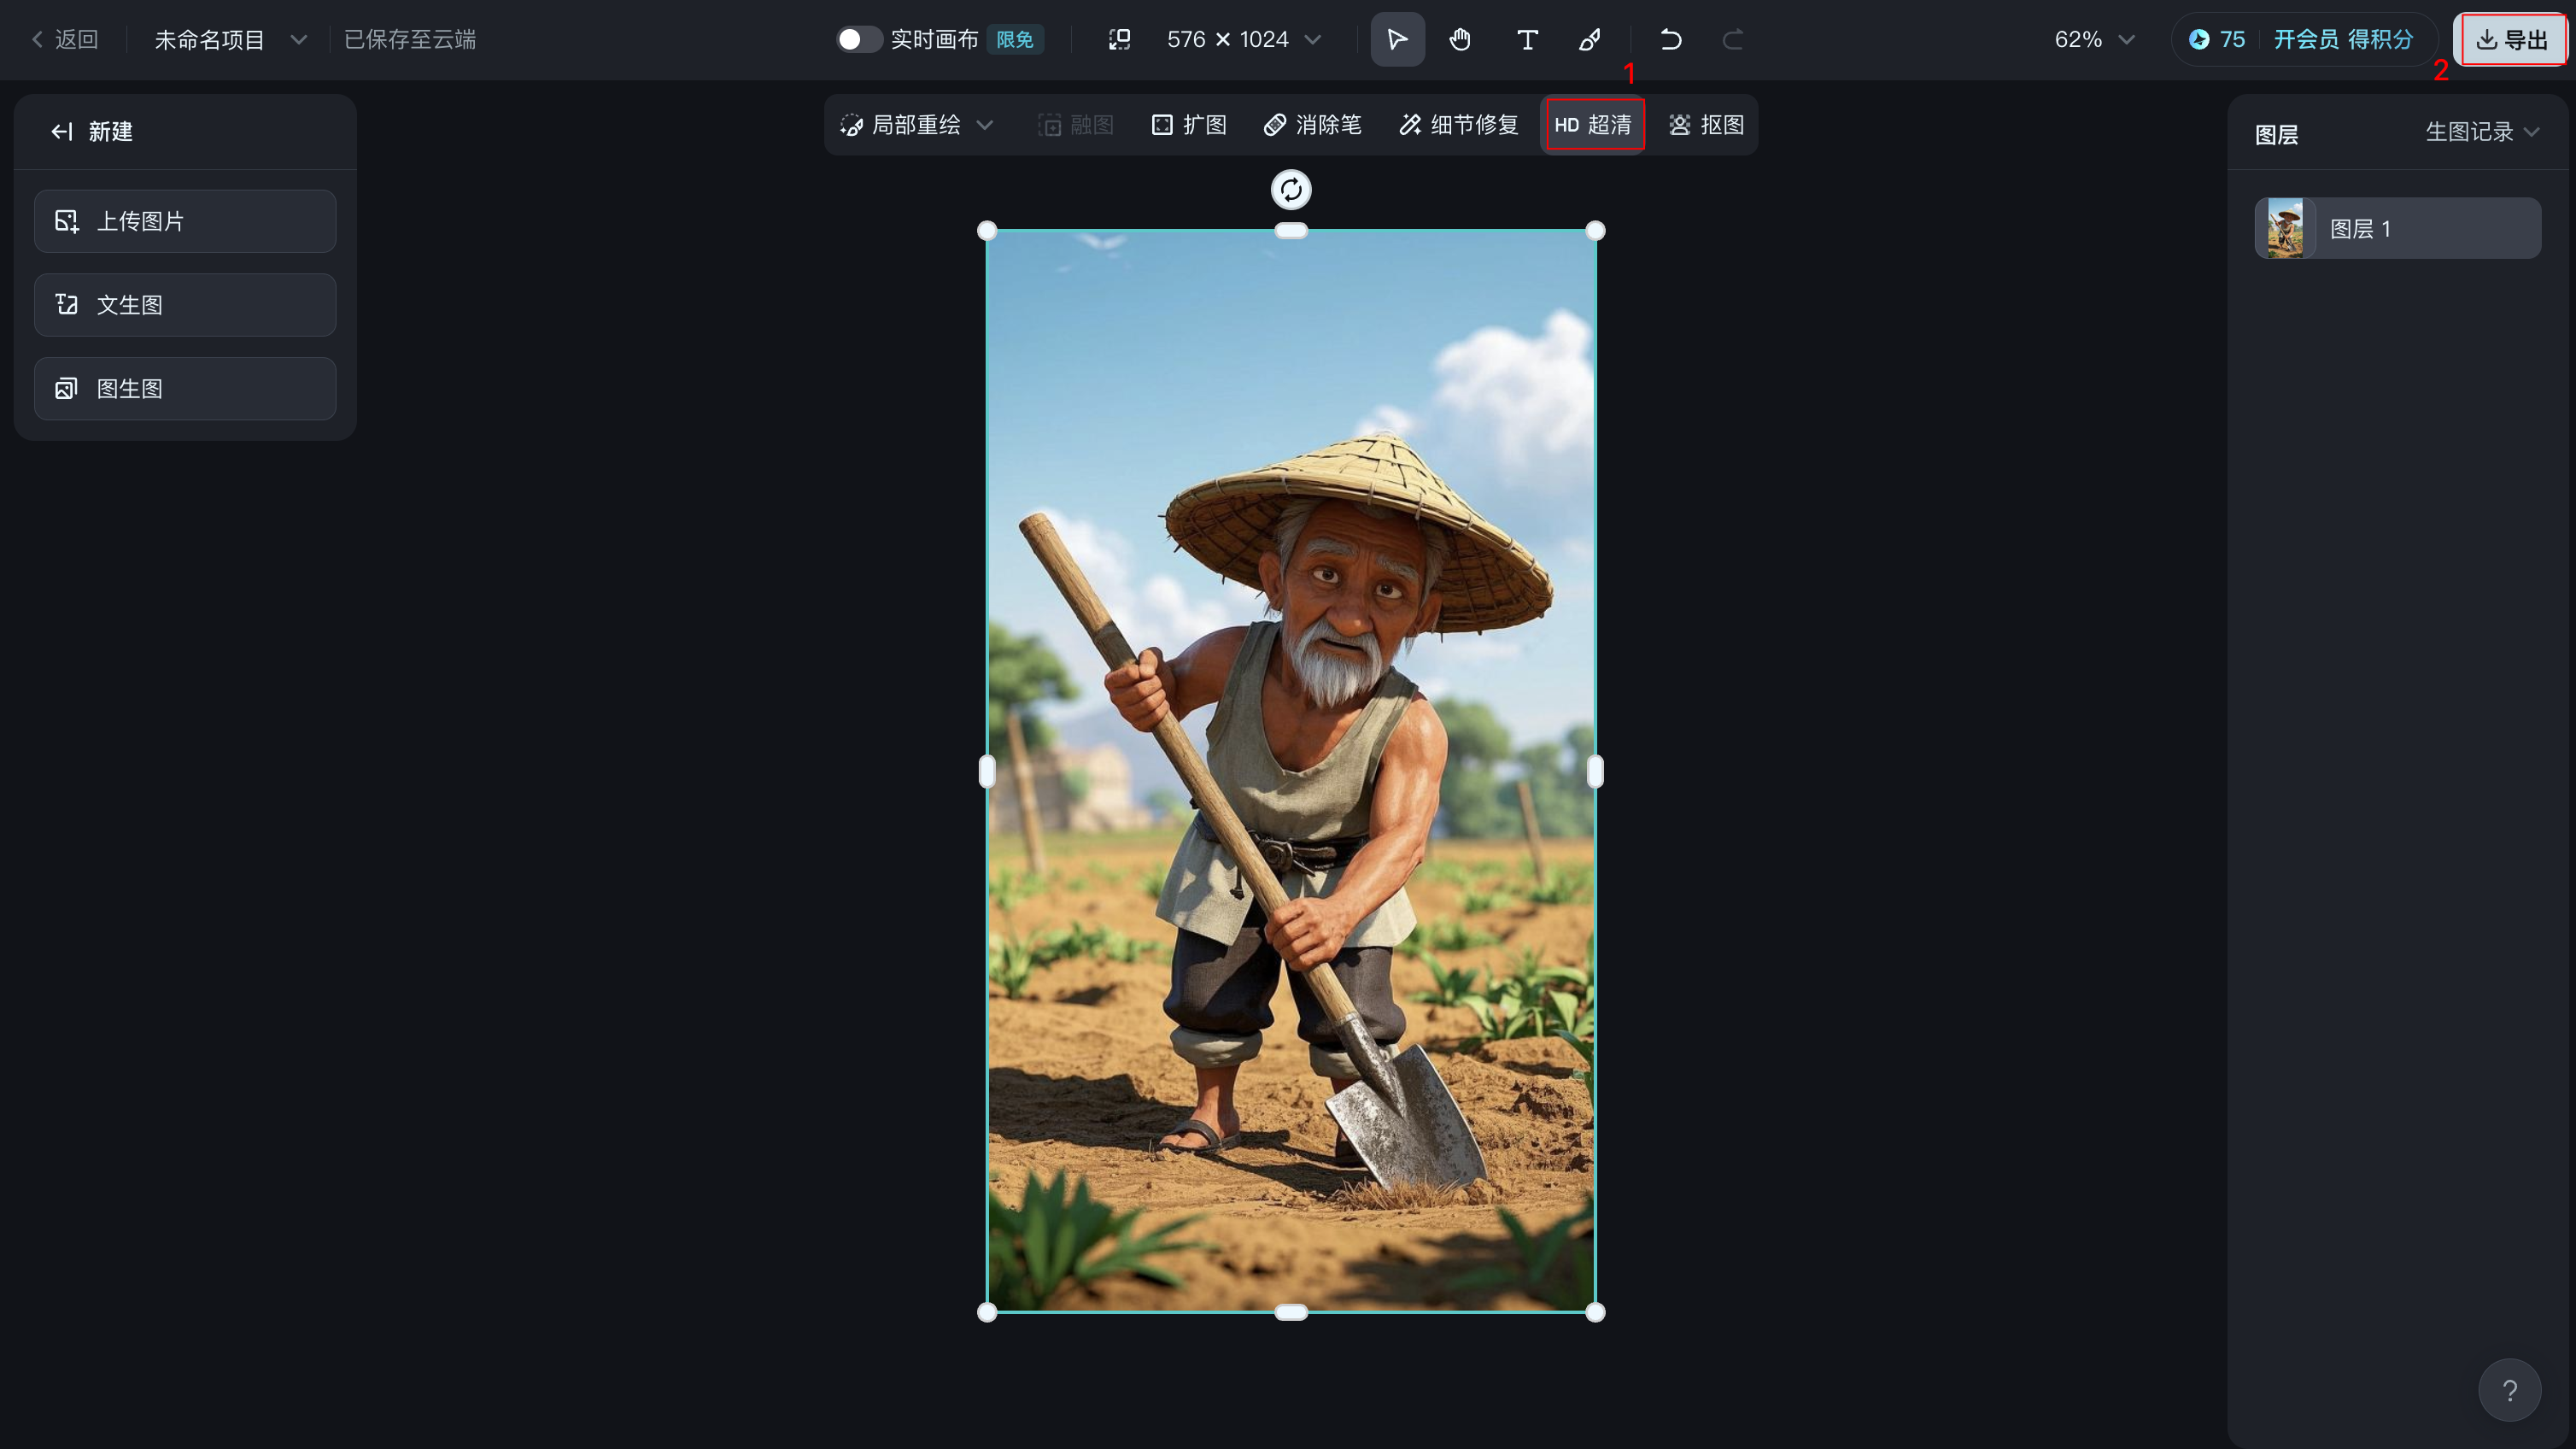 返回
未命名项目
已保存至云端
实时画布 限免
576 × 1024
62%
75
开会员 得积分
导出
1
2
新建
上传图片
文生图
图生图
局部重绘
融图
扩图
消除笔
细节修复
HD 超清
抠图
图层
生图记录
图层 1
?